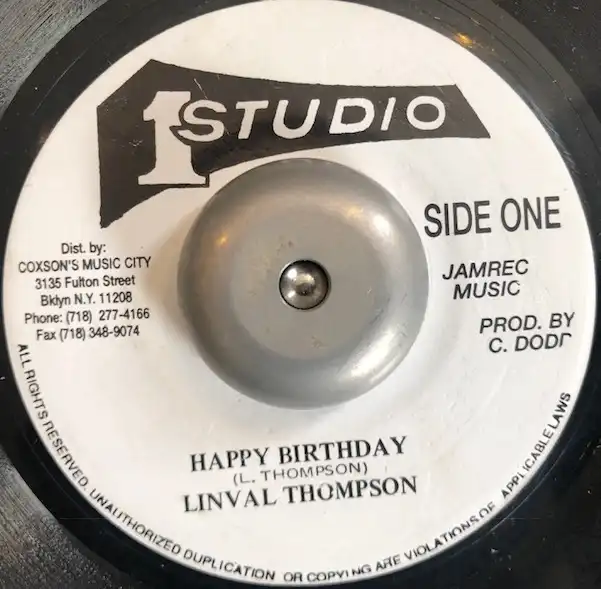 1 STUDIO
SIDE ONE
Dist. by:
COXSON'S MUSIC CITY
3135 Fulton Street
Bklyn N.Y. 11208
Phone: (718) 277-4166
Fax (718) 348-9074
JAMREC
MUSIC
PROD. BY
C. DODD
HAPPY BIRTHDAY
(L. THOMPSON)
LINVAL THOMPSON
ALL RIGHTS RESERVED. UNAUTHORIZED DUPLICATION OR COPYING ARE VIOLATIONS OF APPLICABLE LAWS